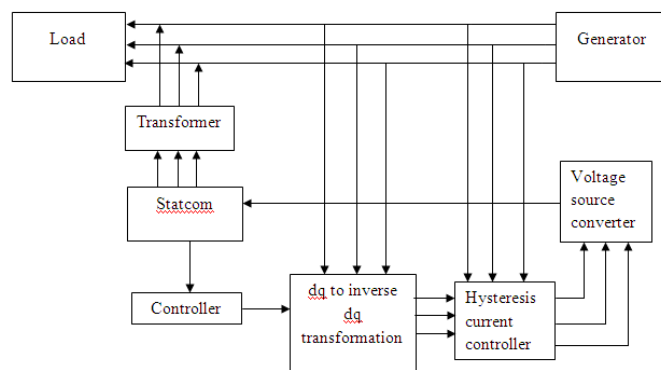 Load
Generator
Transformer
Statcom
Voltage
source
converter
Controller
dq to inverse
dq
transformation
Hysteresis
current
controller